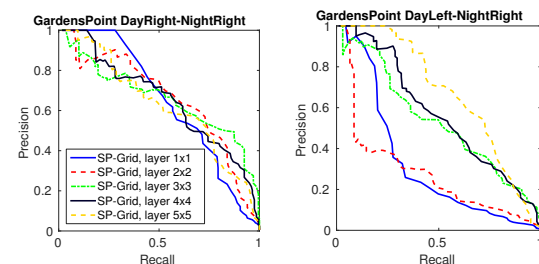 GardensPoint DayRight-NightRight
1
0.8
0.6
0.4
0.2
0
0
0.5
1
Precision
Recall
SP-Grid, layer 1x1
SP-Grid, layer 2x2
SP-Grid, layer 3x3
SP-Grid, layer 4x4
SP-Grid, layer 5x5
GardensPoint DayLeft-NightRight
1
0.8
0.6
0.4
0.2
0
0
0.5
1
Precision
Recall